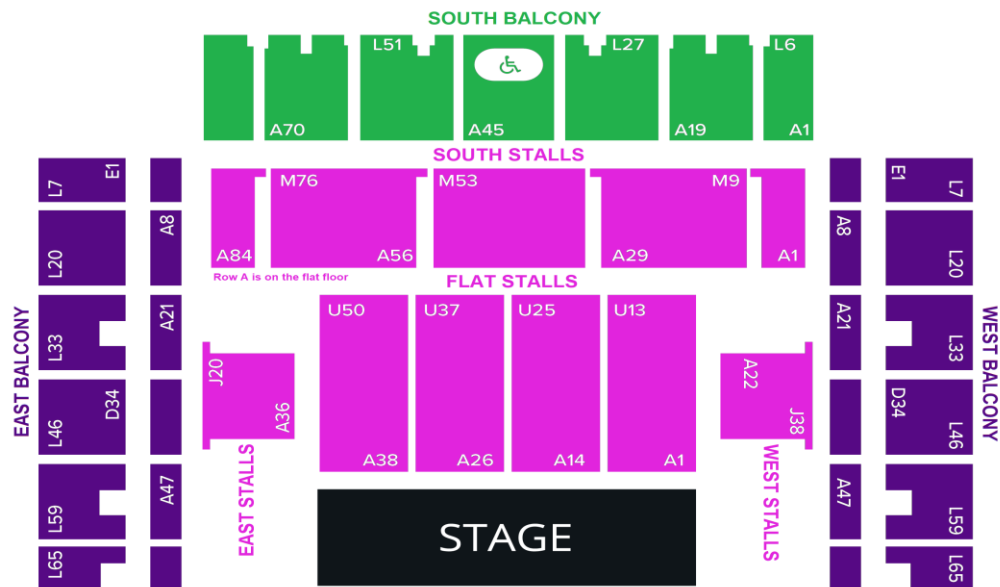 SOUTH BALCONY
L51
L27
L6
A70
A45
A19
A1
SOUTH STALLS
M76
M53
M9
A84
A56
A29
A1
Row A is on the flat floor
FLAT STALLS
U50
U37
U25
U13
A38
A26
A14
A1
STAGE
EAST BALCONY
L7
E1
L20
A8
L33
A21
L46
D34
L59
A47
L65
J20
A36
EAST STALLS
A22
J38
WEST STALLS
E1
L7
A8
L20
A21
L33
D34
L46
A47
L59
L65
WEST BALCONY